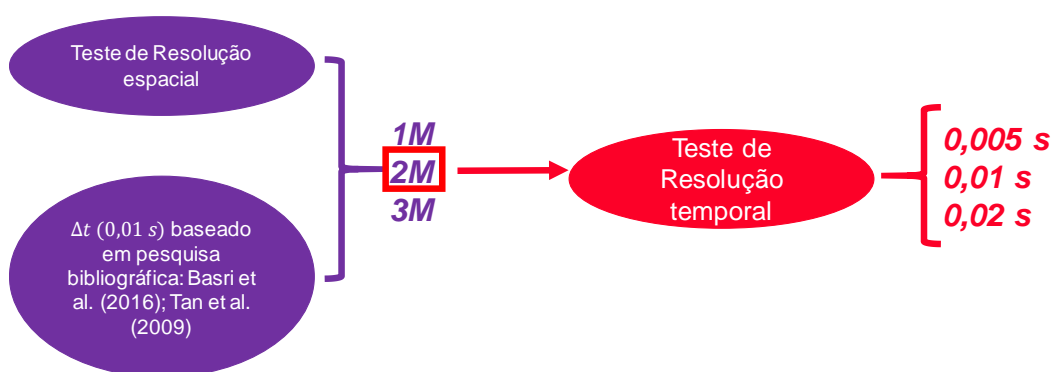 Teste de Resolução
espacial
Δt (0,01 s) baseado
em pesquisa
bibliográfica: Basri et
al. (2016); Tan et al.
(2009)
1M
2M
3M
Teste de
Resolução
temporal
0,005 s
0,01 s
0,02 s